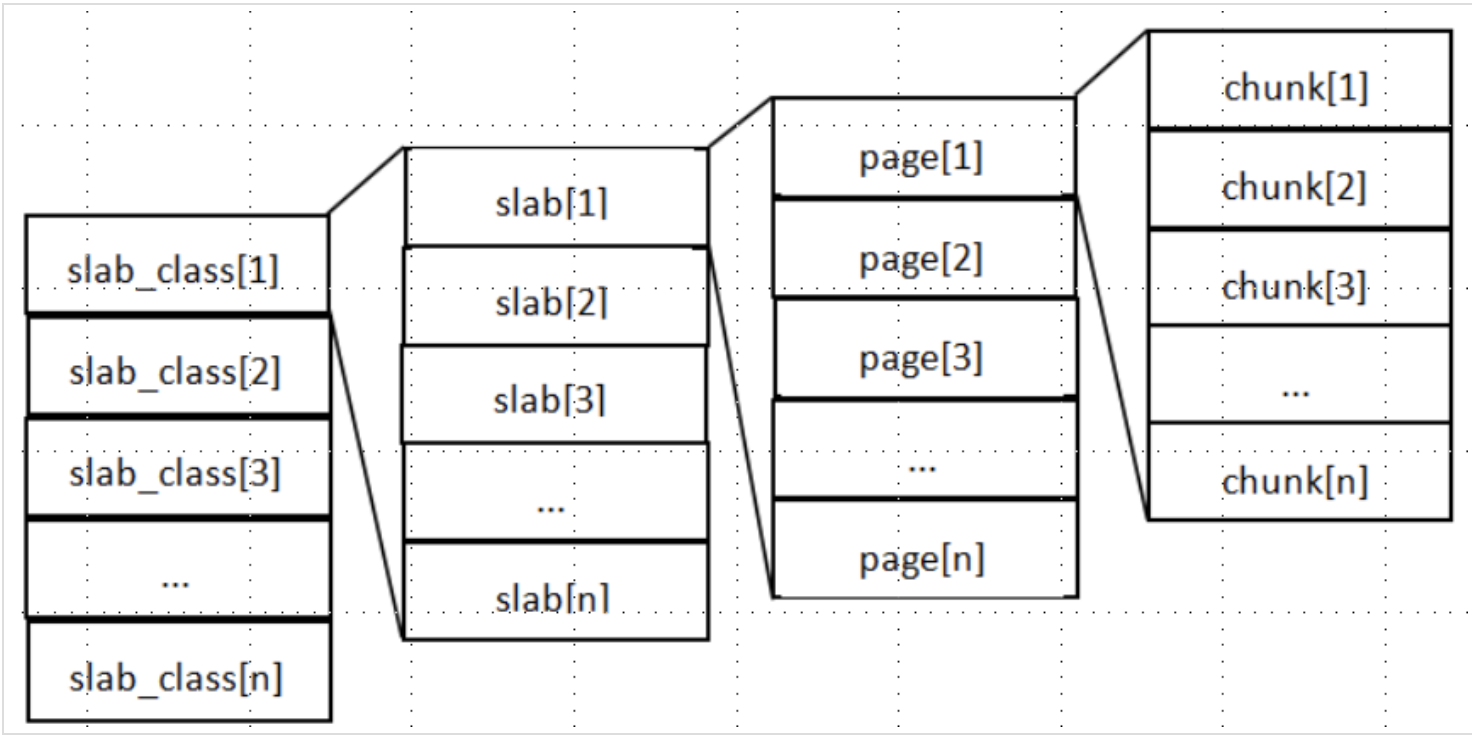 slab_class[1]
slab_class[2]
slab_class[3]
...
slab_class[n]
slab[1]
slab[2]
slab[3]
...
slab[n]
page[1]
page[2]
page[3]
...
page[n]
chunk[1]
chunk[2]
chunk[3]
...
chunk[n]